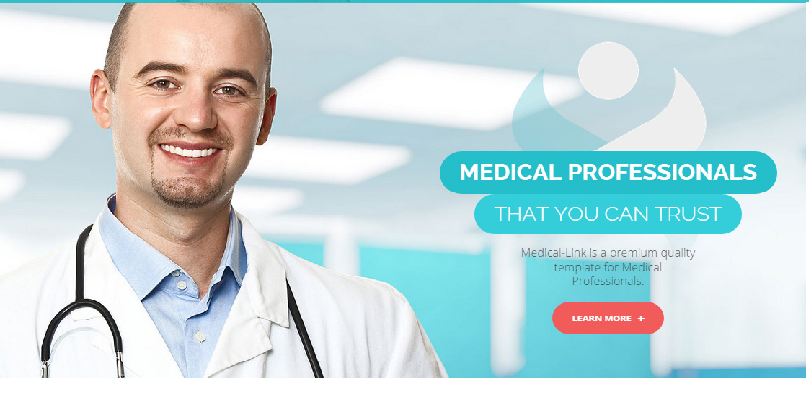 MEDICAL PROFESSIONALS
THAT YOU CAN TRUST
Medical-Link is a premium quality
template for Medical
Professionals.
LEARN MORE +